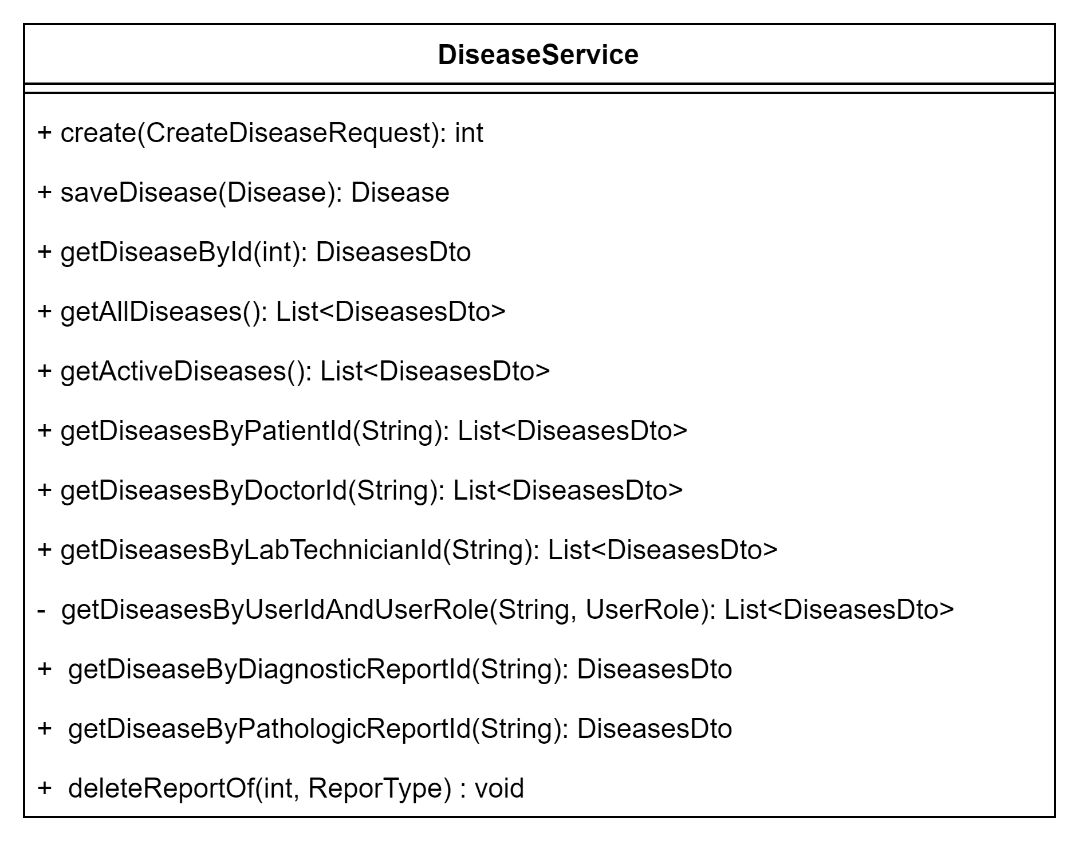 DiseaseService
+ create(CreateDiseaseRequest): int
+ saveDisease(Disease): Disease
+ getDiseaseById(int): DiseasesDto
+ getAllDiseases(): List<DiseasesDto>
+ getActiveDiseases(): List<DiseasesDto>
+ getDiseasesByPatientId(String): List<DiseasesDto>
+ getDiseasesByDoctorId(String): List<DiseasesDto>
+ getDiseasesByLabTechnicianId(String): List<DiseasesDto>
- getDiseasesByUserIdAndUserRole(String, UserRole): List<DiseasesDto>
+ getDiseaseByDiagnosticReportId(String): DiseasesDto
+ getDiseaseByPathologicReportId(String): DiseasesDto
+ deleteReportOf(int, ReporType) : void